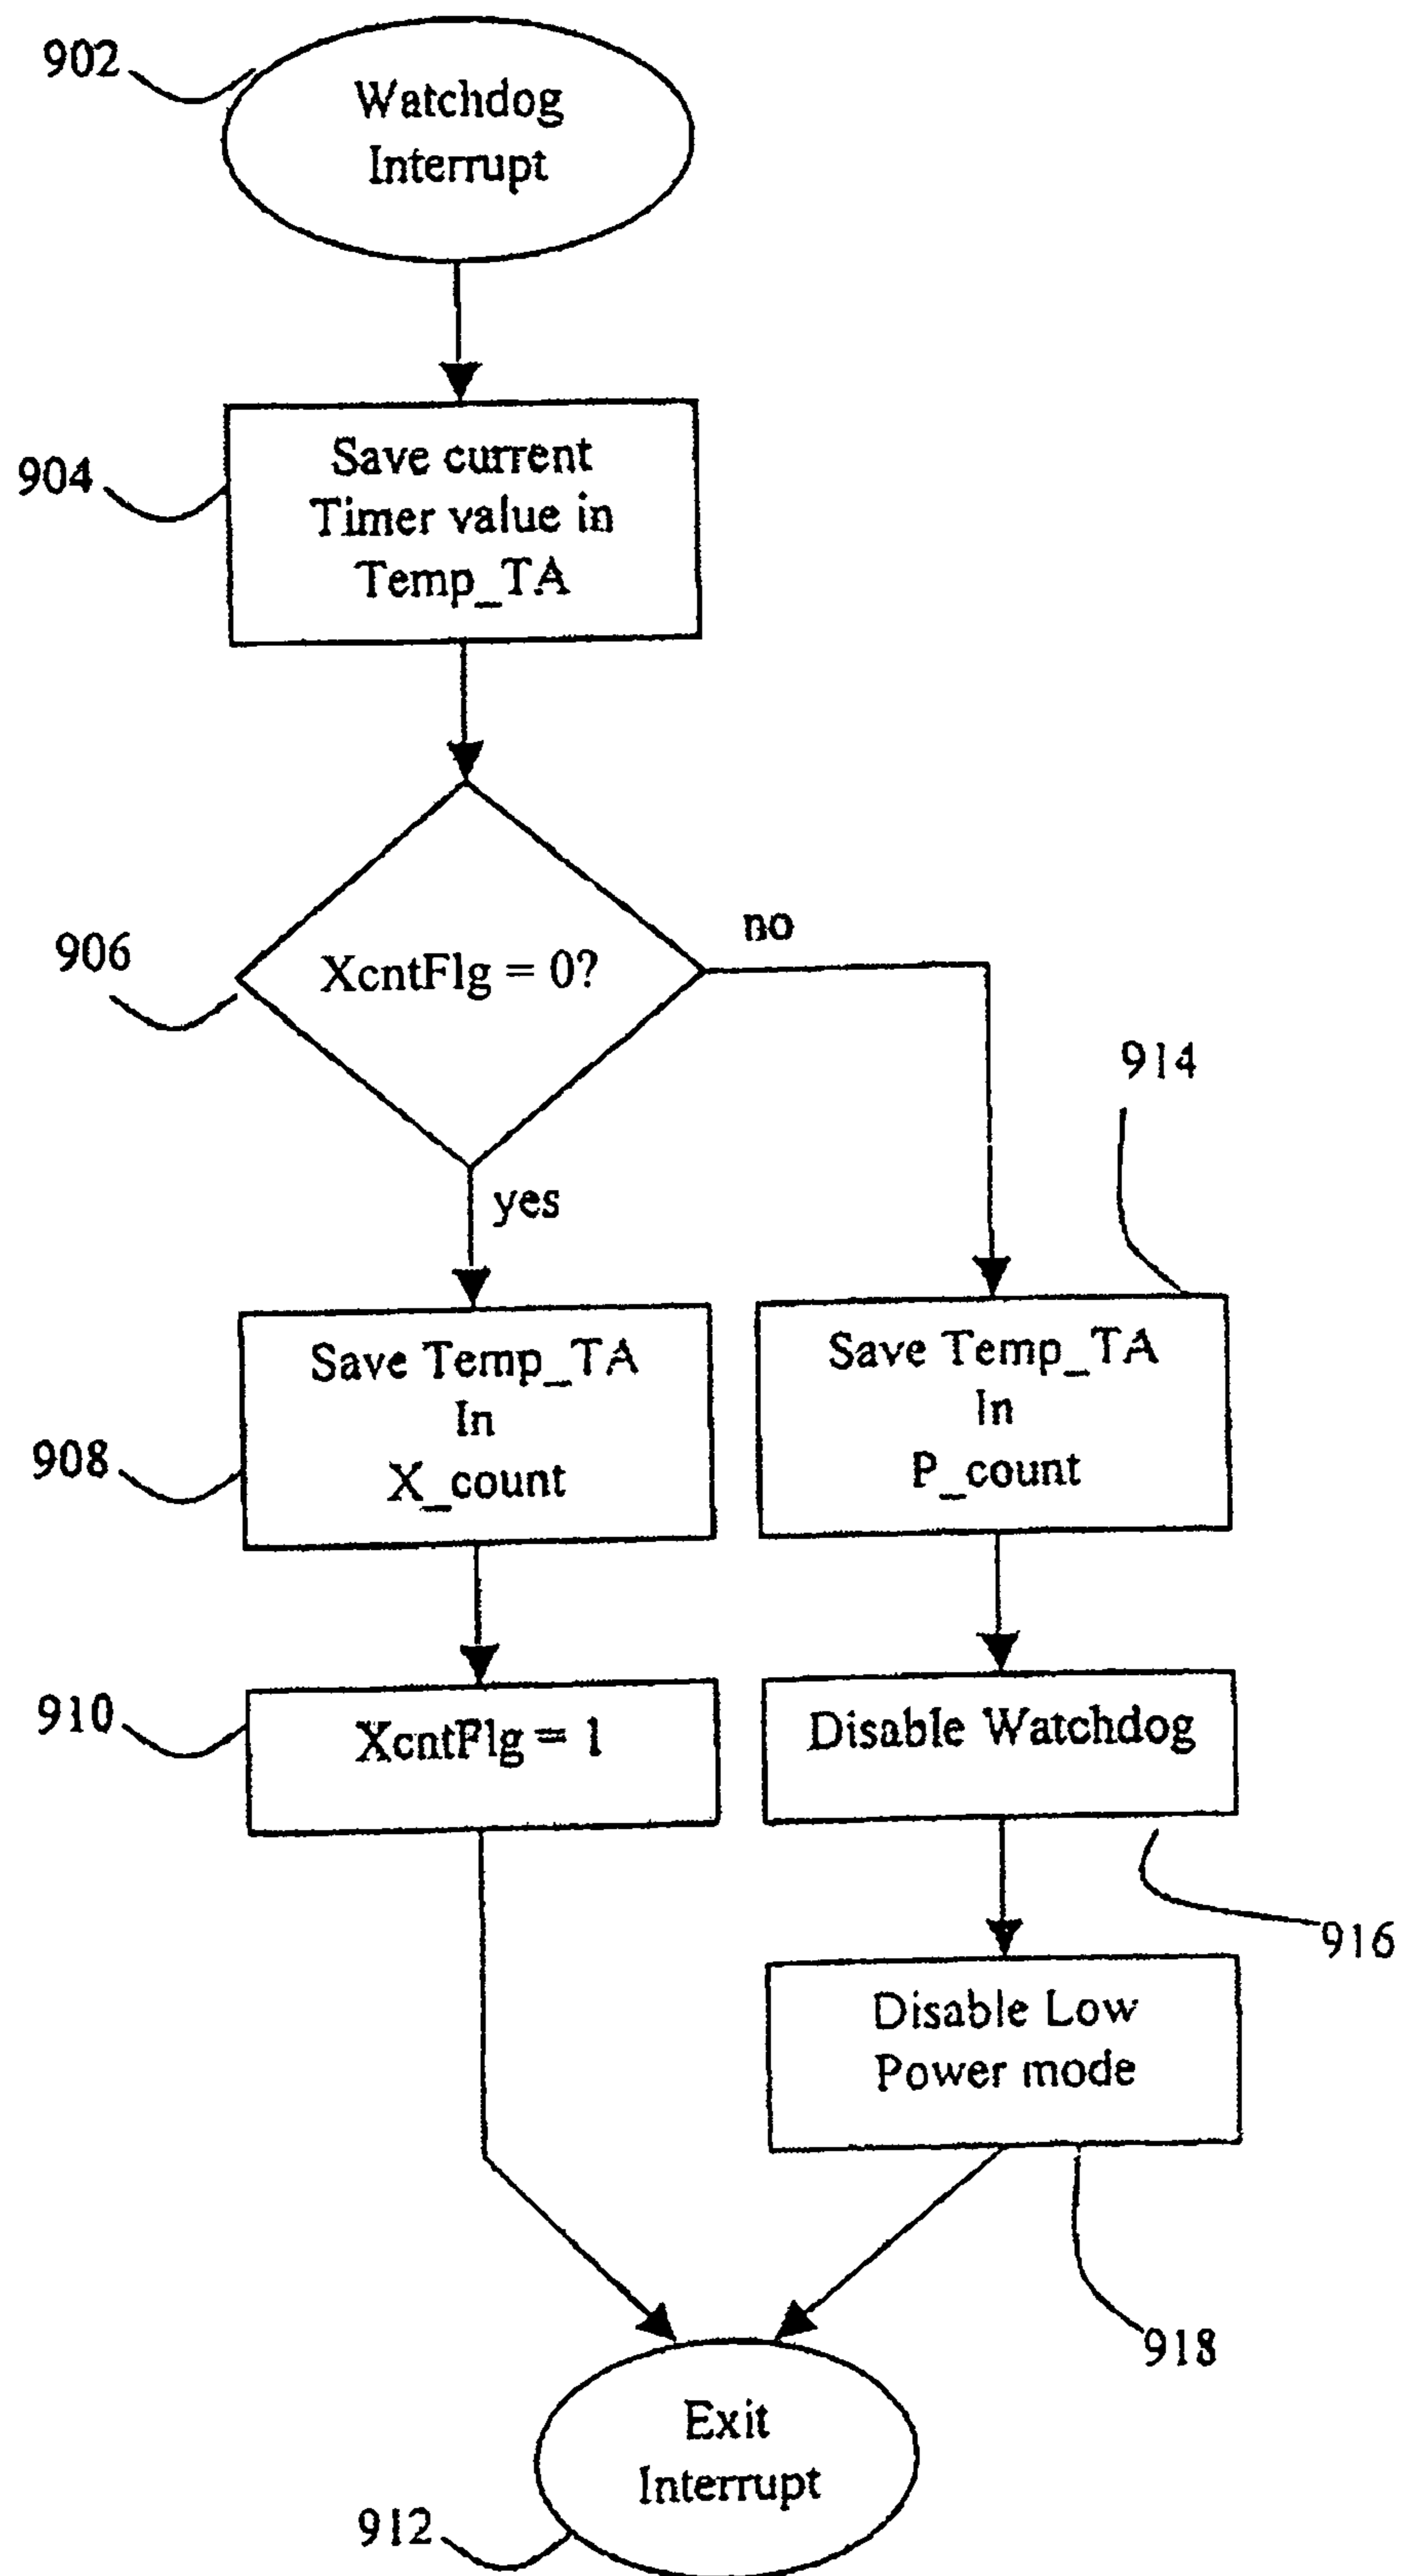 902
Watchdog
Interrupt
904
Save current
Timer value in
Temp_TA
906
XcntFlg = 0?
no
yes
914
908
Save Temp_TA
In
X_count
Save Temp_TA
In
P_count
910
XcntFlg = 1
Disable Watchdog
916
Disable Low
Power mode
918
Exit
Interrupt
912